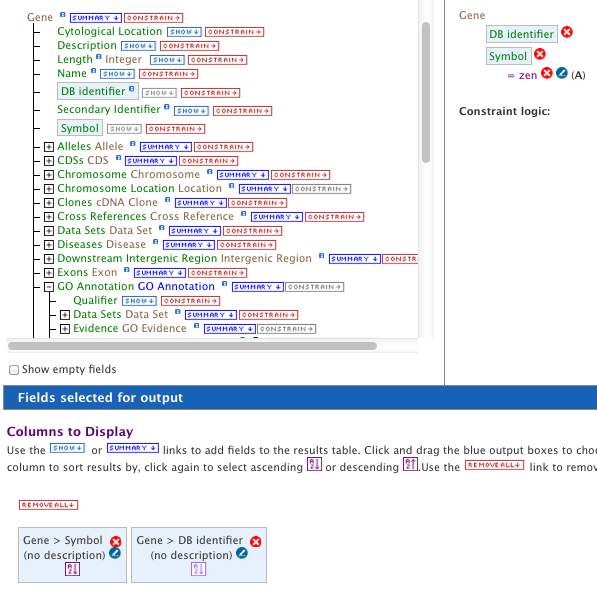 Gene SUMMARY CONSTRAIN
Cytological Location SHOW CONSTRAIN
Description SHOW CONSTRAIN
Length Integer SHOW CONSTRAIN
Name SHOW CONSTRAIN
DB identifier SHOW CONSTRAIN
Secondary Identifier SHOW CONSTRAIN
Symbol SHOW CONSTRAIN
Alleles Allele SUMMARY CONSTRAIN
CDSs CDS SUMMARY CONSTRAIN
Chromosome Chromosome SUMMARY CONSTRAIN
Chromosome Location Location SUMMARY CONSTRAIN
Clones cDNA Clone SUMMARY CONSTRAIN
Cross References Cross Reference SUMMARY CONSTRAIN
Data Sets Data Set SUMMARY CONSTRAIN
Diseases Disease SUMMARY CONSTRAIN
Downstream Intergenic Region Intergenic Region SUMMARY CONSTR
Exons Exon SUMMARY CONSTRAIN
GO Annotation GO Annotation SUMMARY CONSTRAIN
Qualifier SHOW CONSTRAIN
Data Sets Data Set SUMMARY CONSTRAIN
Evidence GO Evidence SUMMARY CONSTRAIN
Show empty fields
Gene
DB identifier
Symbol
= zen (A)
Constraint logic:
Fields selected for output
Columns to Display
Use the SHOW or SUMMARY links to add fields to the results table. Click and drag the blue output boxes to cho
column to sort results by, click again to select ascending or descending .Use the REMOVE ALL link to remov
REMOVE ALL
Gene > Symbol
(no description)
Gene > DB identifier
(no description)